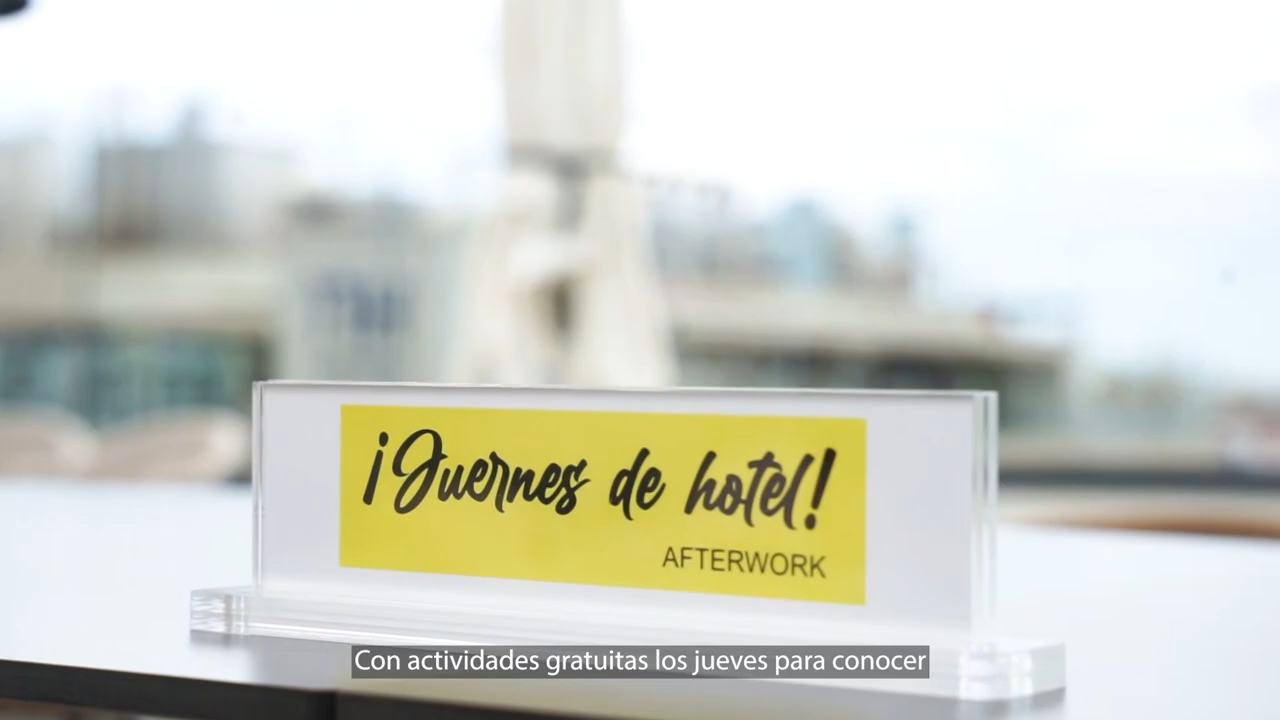 ¡Juernes de hotel!
AFTERWORK
Con actividades gratuitas los jueves para conocer